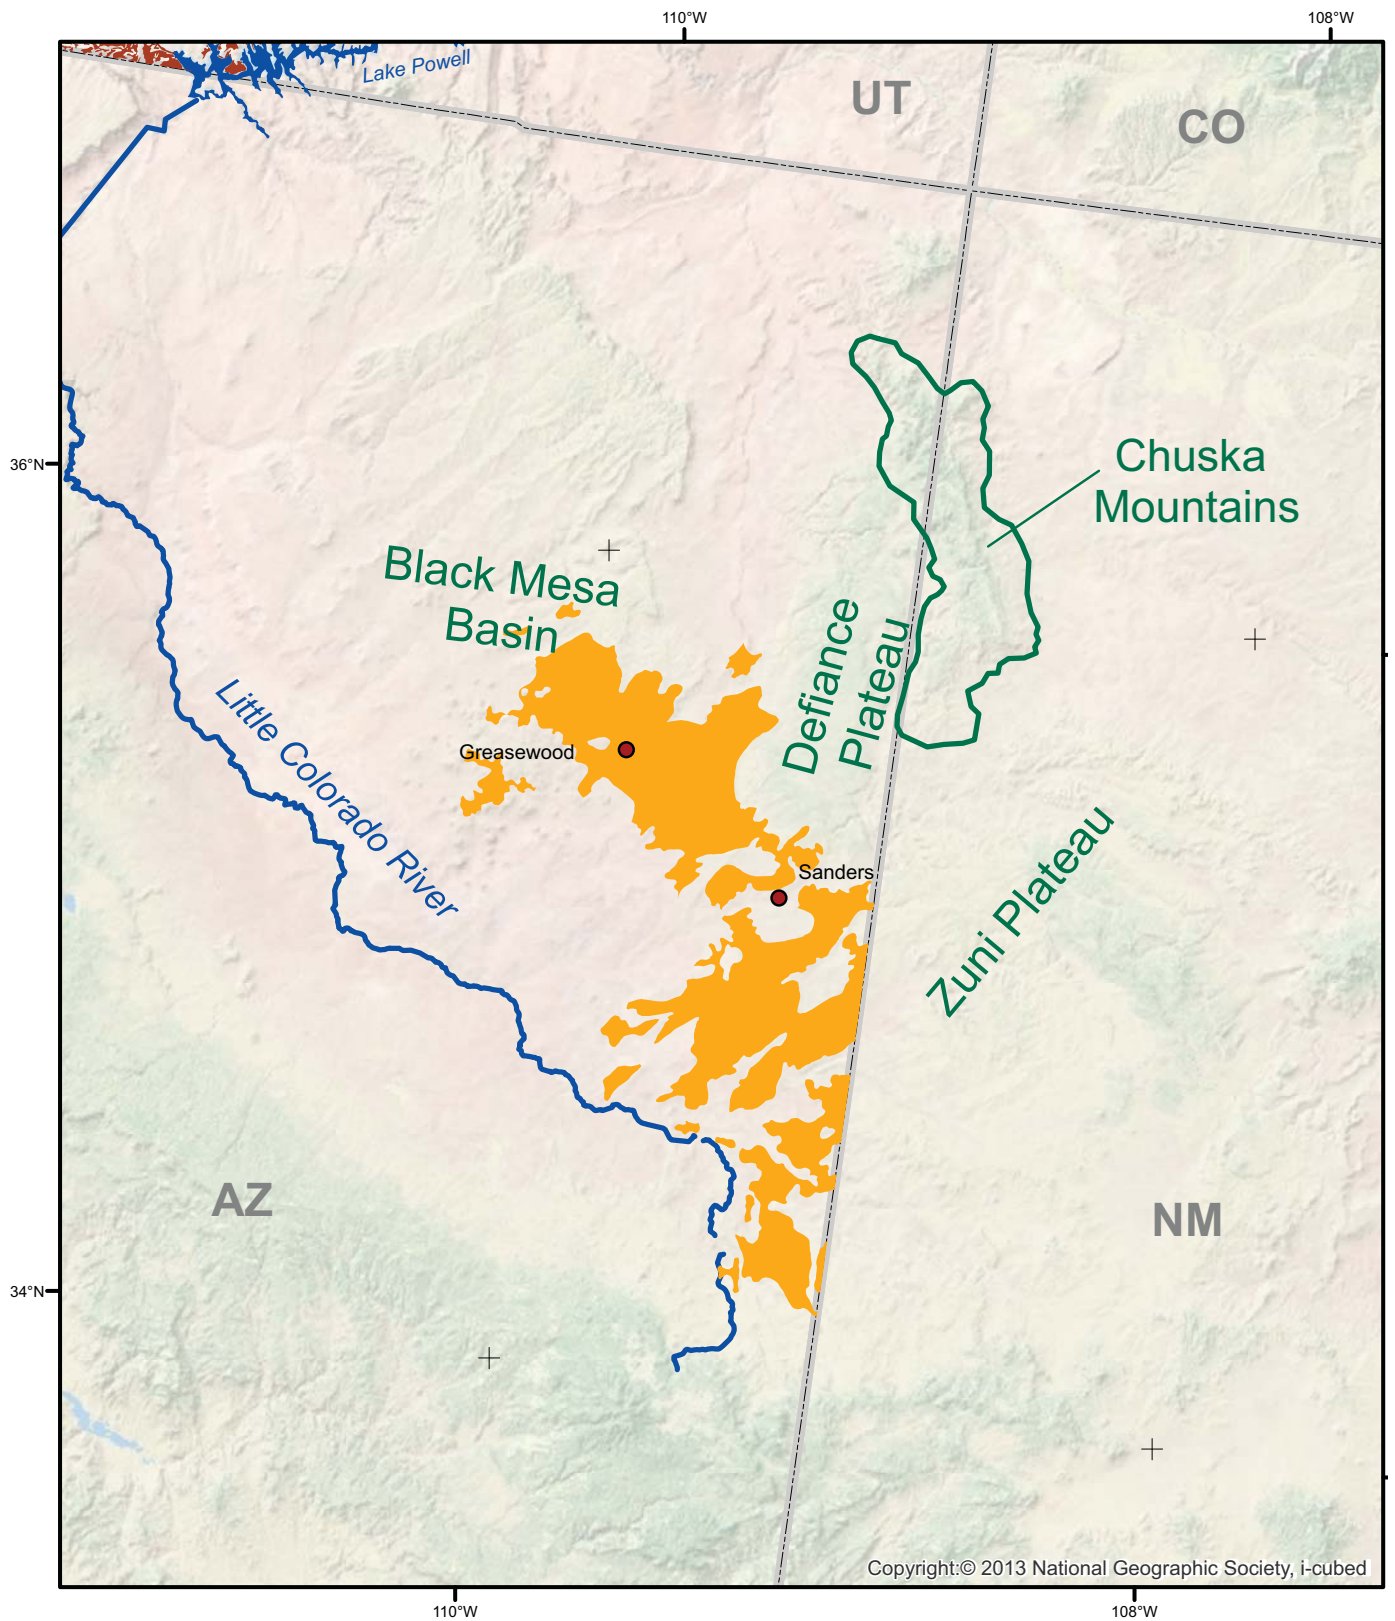 110°W
108°W
Lake Powell
UT
CO
36°N
Chuska
Mountains
Black Mesa
Basin
Defiance
Plateau
Little Colorado River
Greasewood
Sanders
Zuni Plateau
AZ
NM
34°N
Copyright:© 2013 National Geographic Society, i-cubed
110°W
108°W